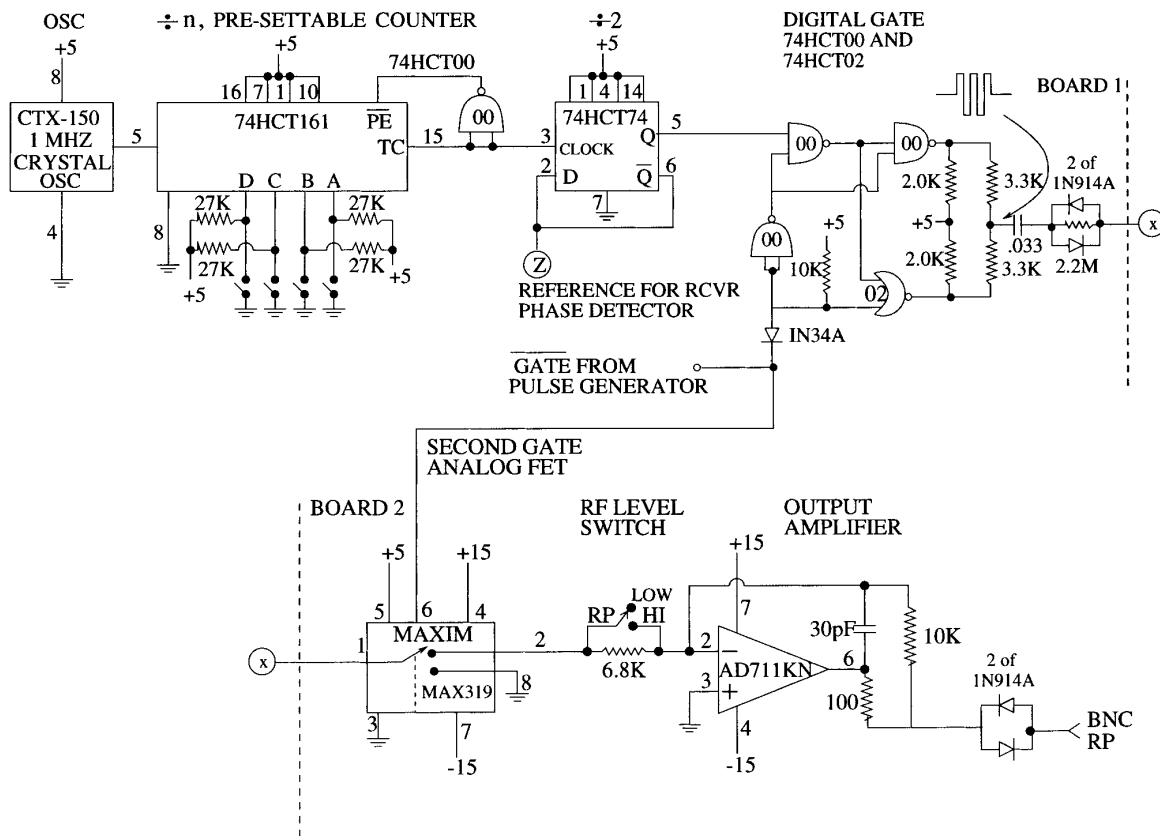 OSC
÷ n, PRE-SETTABLE COUNTER
÷2
DIGITAL GATE
74HCT00 AND
74HCT02
+5
8
+5
74HCT00
+5
BOARD 1
16 7 1 10
1 4 14
CTX-150
1 MHZ
CRYSTAL
OSC
5
74HCT161
PE
TC
15
00
3
74HCT74
CLOCK
Q
5
2
D
Q
6
7
00
00
2 of
1N914A
2.0K
3.3K
x
D C B A
4
8
27K
27K
27K
27K
+5
+5
00
+5
10K
+5
2.0K
.033
3.3K
2.2M
Z
REFERENCE FOR RCVR
PHASE DETECTOR
02
IN34A
GATE FROM
PULSE GENERATOR
SECOND GATE
ANALOG FET
BOARD 2
RF LEVEL
SWITCH
OUTPUT
AMPLIFIER
+5
+15
+15
5 6 4
7
LOW
RP
HI
x
1
MAXIM
2
6.8K
2
−
30pF
10K
MAX319
8
3
+
AD711KN
6
100
2 of
1N914A
3
7
4
BNC
RP
-15
-15